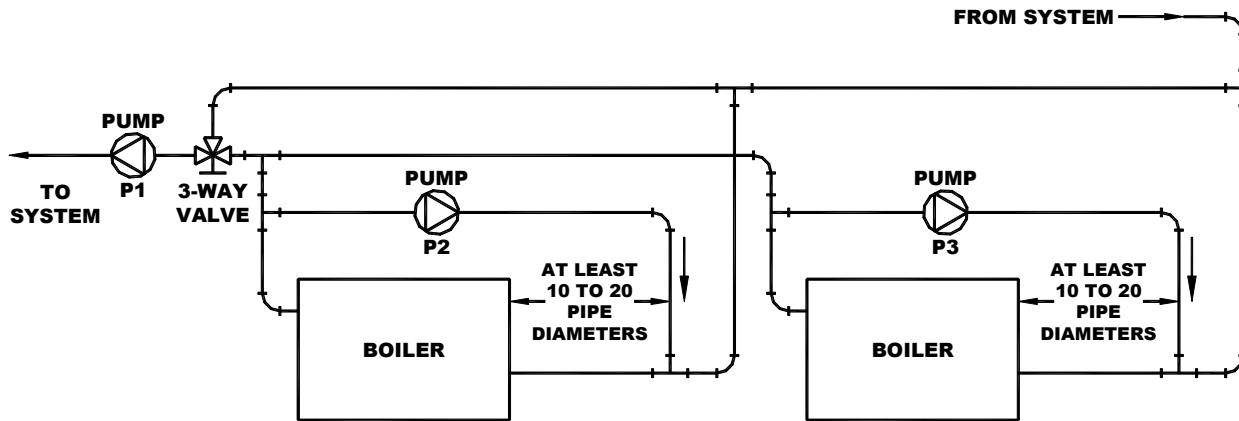 FROM SYSTEM
PUMP
P1
TO
SYSTEM
3-WAY
VALVE
PUMP
P2
PUMP
P3
AT LEAST
10 TO 20
PIPE
DIAMETERS
AT LEAST
10 TO 20
PIPE
DIAMETERS
BOILER
BOILER